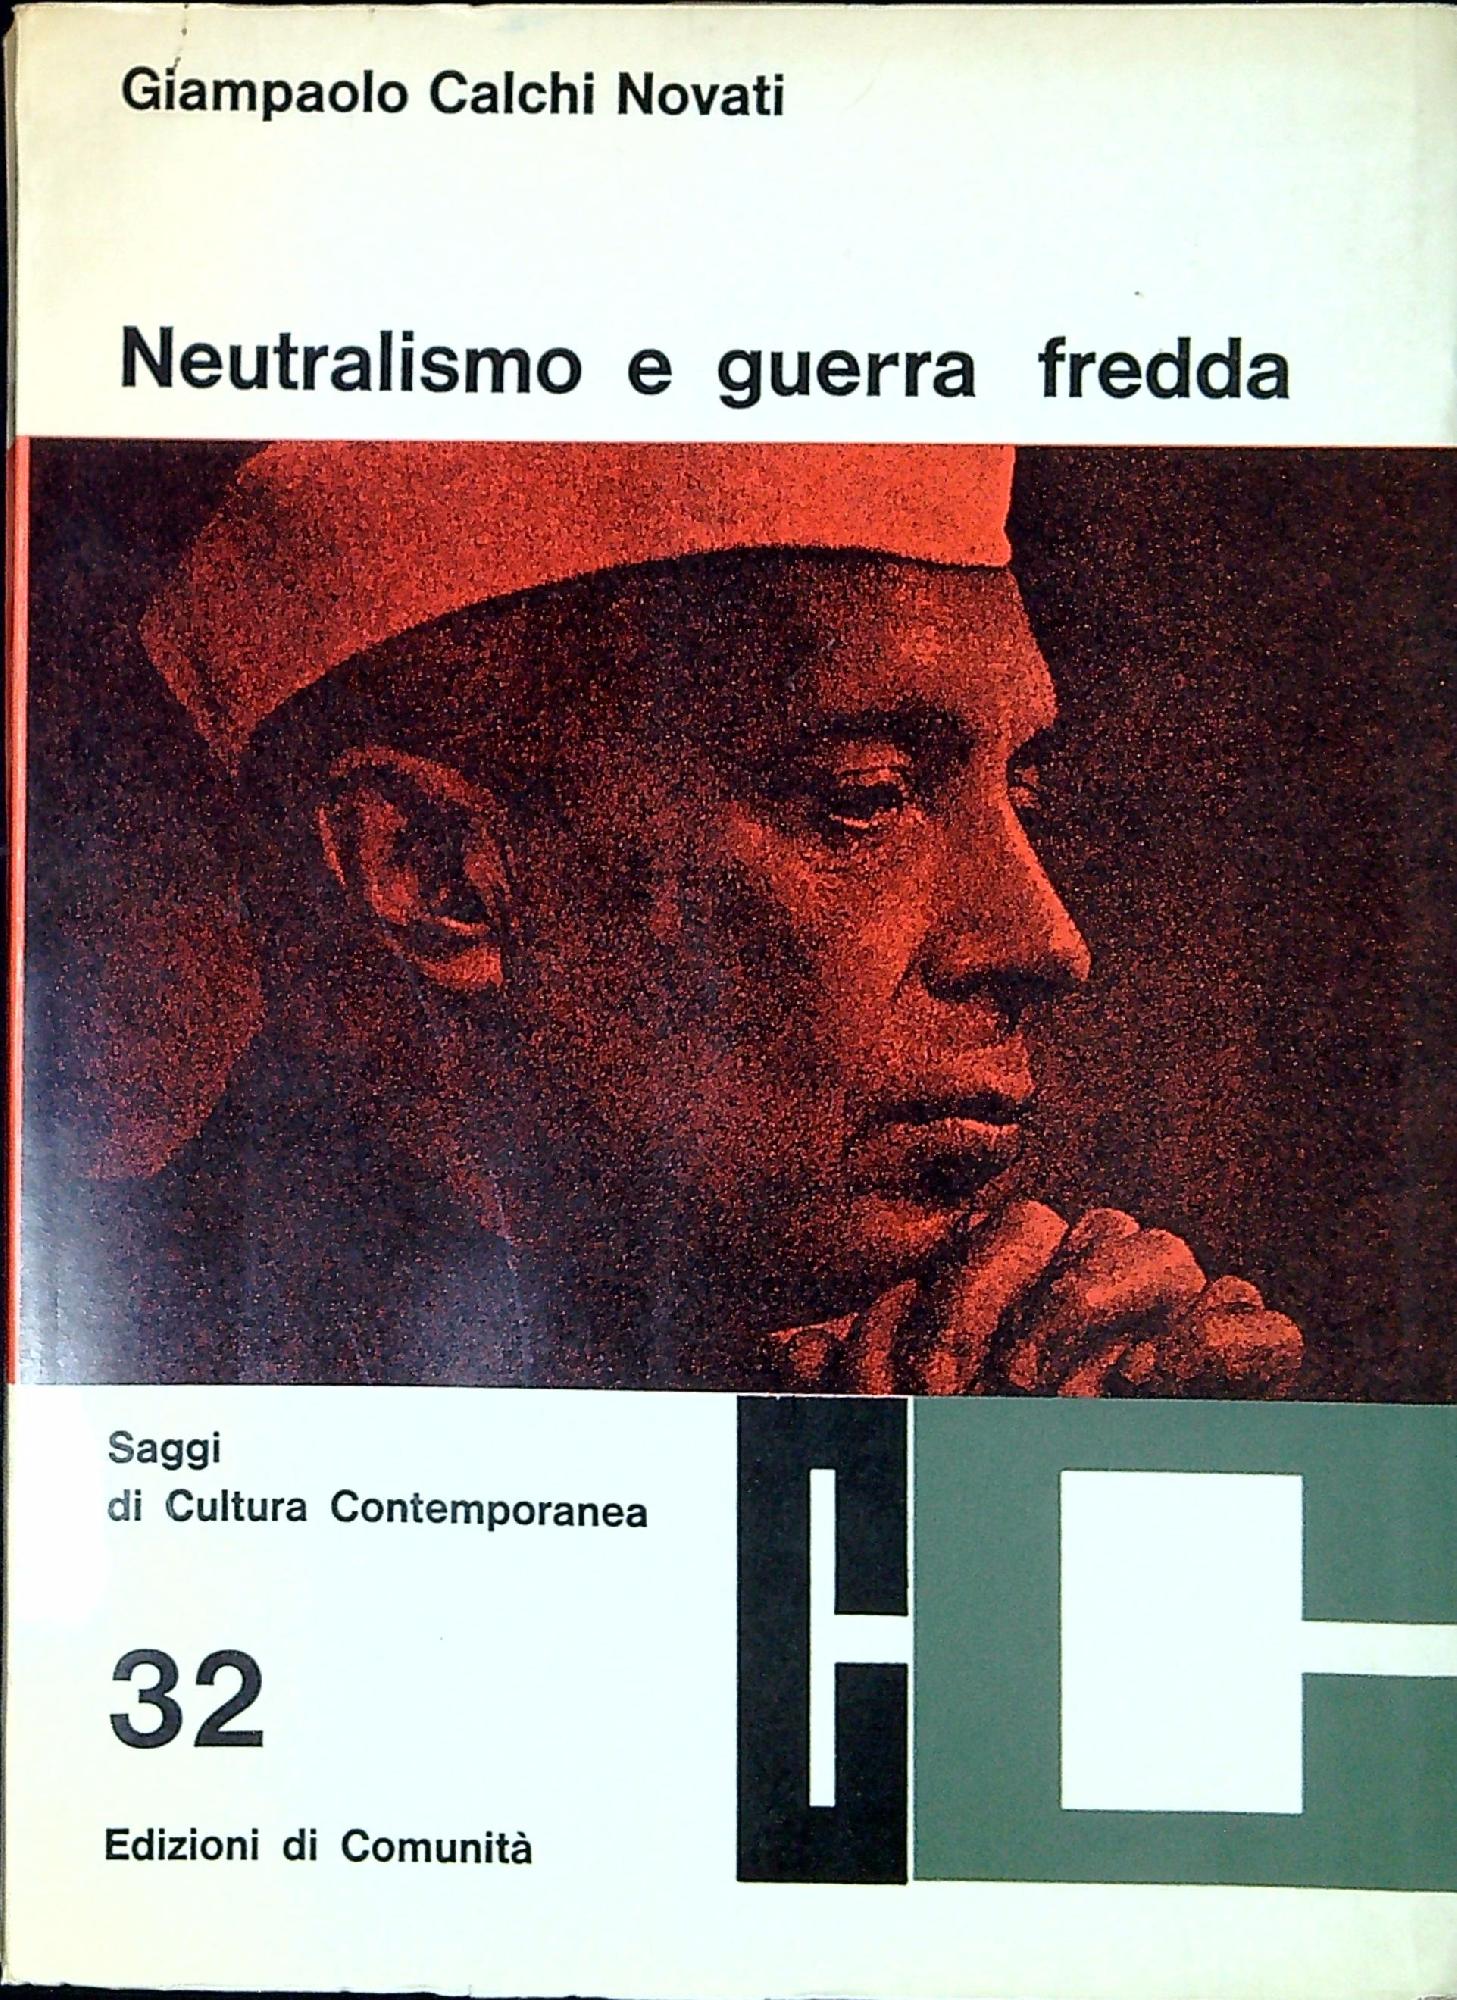 Giampaolo Calchi Novati
Neutralismo e guerra fredda
Saggi
di Cultura Contemporanea
32
Edizioni di Comunità